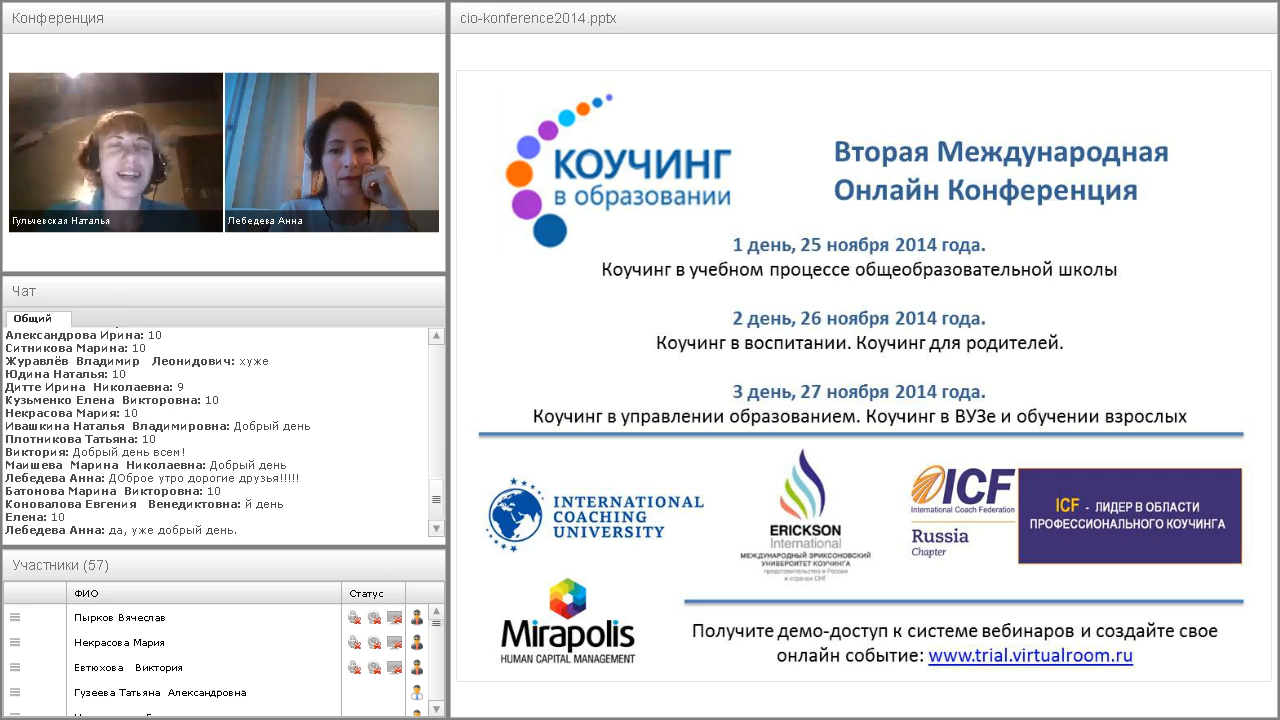 Конференция
Гульчевская Наталья
Лебедева Анна
Чат
Общий
Александрова Ирина: 10
Ситникова Марина: 10
Журавлёв Владимир Леонидович: хуже
Юдина Наталья: 10
Дитте Ирина Николаевна: 9
Кузьменко Елена Викторовна: 10
Некрасова Мария: 10
Ивашкина Наталья Владимировна: Добрый день
Плотникова Татьяна: 10
Виктория: Добрый день всем!
Маишева Марина Николаевна: Добрый день
Лебедева Анна: ДОброе утро дорогие друзья!!!!!
Батонова Марина Викторовна: 10
Коновалова Евгения Венедиктовна: й день
Елена: 10
Лебедева Анна: да, уже добрый день.
Участники (57)
ФИО Статус
Пырков Вячеслав
Некрасова Мария
Евтюхова Виктория
Гузеева Татьяна Александровна
cio-konference2014.pptx
КОУЧИНГ
в образовании
Вторая Международная
Онлайн Конференция
1 день, 25 ноября 2014 года.
Коучинг в учебном процессе общеобразовательной школы
2 день, 26 ноября 2014 года.
Коучинг в воспитании. Коучинг для родителей.
3 день, 27 ноября 2014 года.
Коучинг в управлении образованием. Коучинг в ВУЗе и обучении взрослых
INTERNATIONAL
COACHING
UNIVERSITY
ERICKSON
International
МЕЖДУНАРОДНЫЙ ЭРИКСОНОВСКИЙ
УНИВЕРСИТЕТ КОУЧИНГА
представительство в России
и странах СНГ
ICF
International Coach Federation
Russia
Chapter
ICF - ЛИДЕР В ОБЛАСТИ
ПРОФЕССИОНАЛЬНОГО КОУЧИНГА
Mirapolis
HUMAN CAPITAL MANAGEMENT
Получите демо-доступ к системе вебинаров и создайте свое
онлайн событие: www.trial.virtualroom.ru